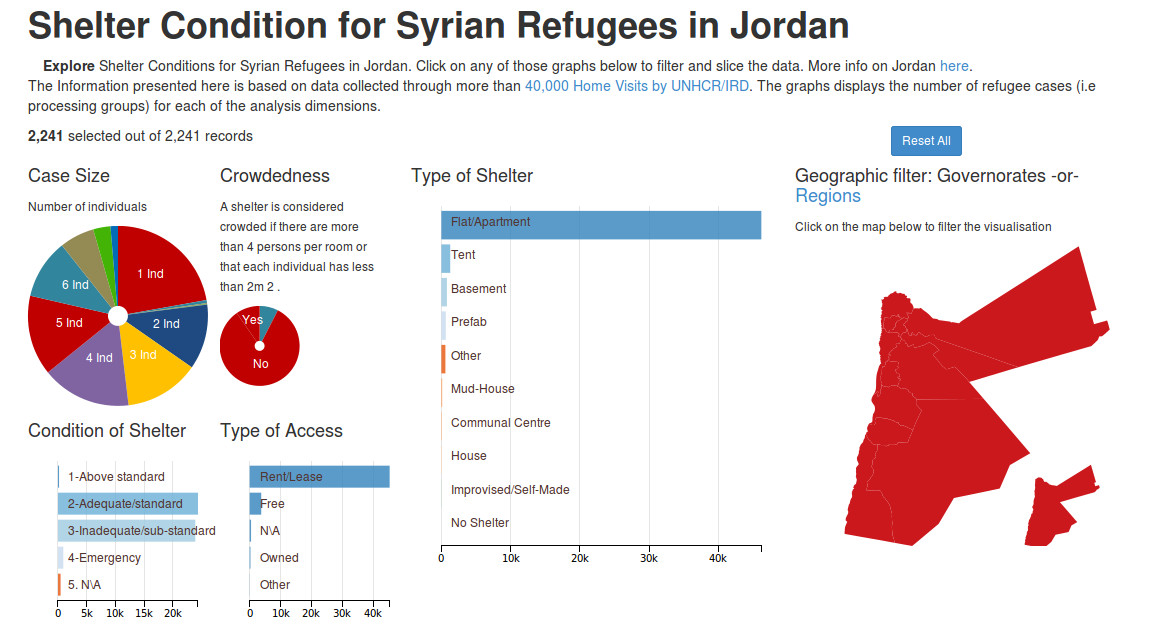 Shelter Condition for Syrian Refugees in Jordan
Explore Shelter Conditions for Syrian Refugees in Jordan. Click on any of those graphs below to filter and slice the data. More info on Jordan here.
The Information presented here is based on data collected through more than 40,000 Home Visits by UNHCR/IRD. The graphs displays the number of refugee cases (i.e
processing groups) for each of the analysis dimensions.
2,241 selected out of 2,241 records
Reset All
Case Size
Number of individuals
1 Ind
2 Ind
3 Ind
4 Ind
5 Ind
6 Ind
Crowdedness
A shelter is considered
crowded if there are more
than 4 persons per room or
that each individual has less
than 2m 2 .
Yes
No
Type of Shelter
Flat/Apartment
Tent
Basement
Prefab
Other
Mud-House
Communal Centre
House
Improvised/Self-Made
No Shelter
0 10k 20k 30k 40k
Geographic filter: Governorates -or-
Regions
Click on the map below to filter the visualisation
Condition of Shelter
1-Above standard
2-Adequate/standard
3-Inadequate/sub-standard
4-Emergency
5. N\A
0 5k 10k 15k 20k
Type of Access
Rent/Lease
Free
N\A
Owned
Other
0 10k 20k 30k 40k